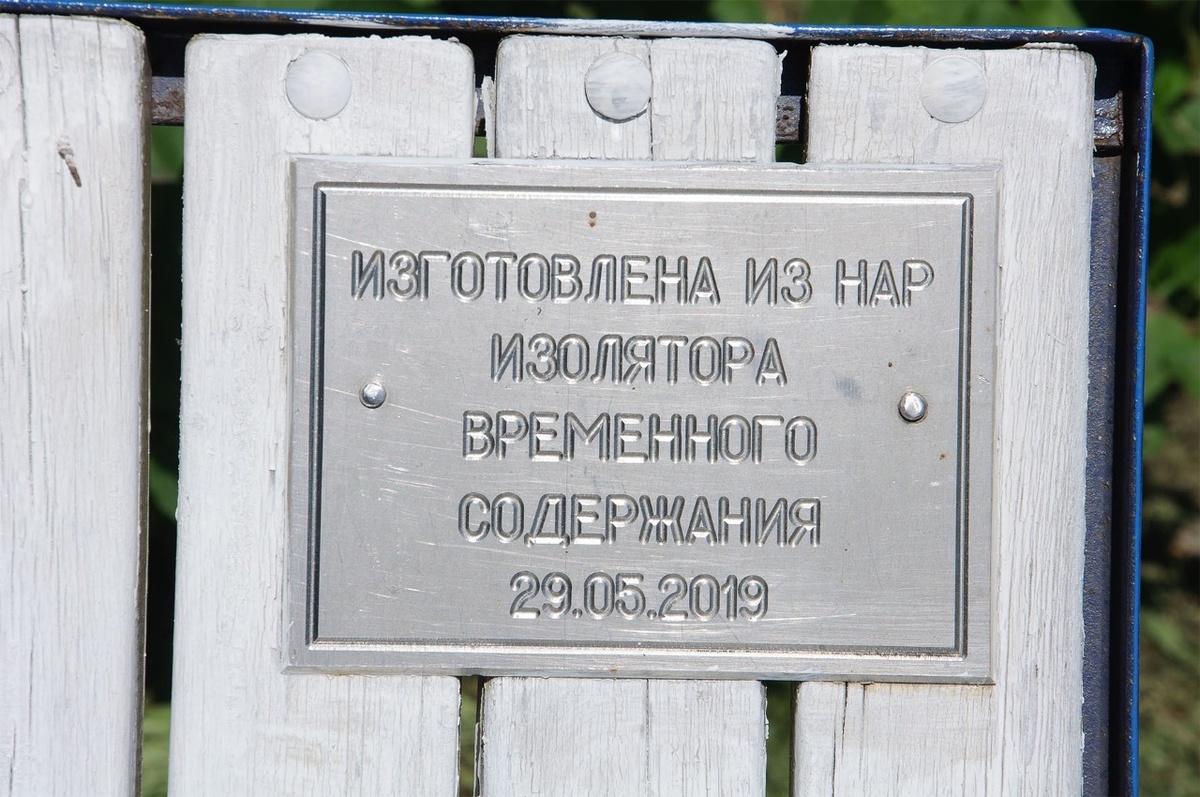 ИЗГОТОВЛЕНА ИЗ НАР
ИЗОЛЯТОРА
ВРЕМЕННОГО
СОДЕРЖАНИЯ
29.05.2019